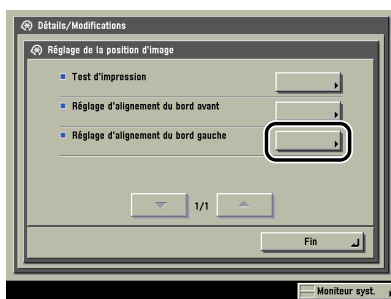 Détails/Modifications
Réglage de la position d'image
Test d'impression
Réglage d'alignement du bord avant
Réglage d'alignement du bord gauche
1/1
Fin
Moniteur syst.